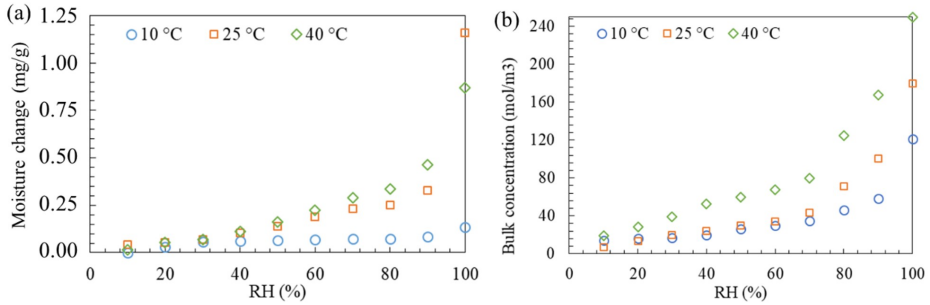 (a)
Moisture change (mg/g)
1.25
1.00
0.75
0.50
0.25
0.00
10 °C
25 °C
40 °C
0 20 40 60 80 100
RH (%)
(b)
Bulk concentration (mol/m3)
240
200
160
120
80
40
0
10 °C
25 °C
40 °C
0 20 40 60 80 100
RH (%)